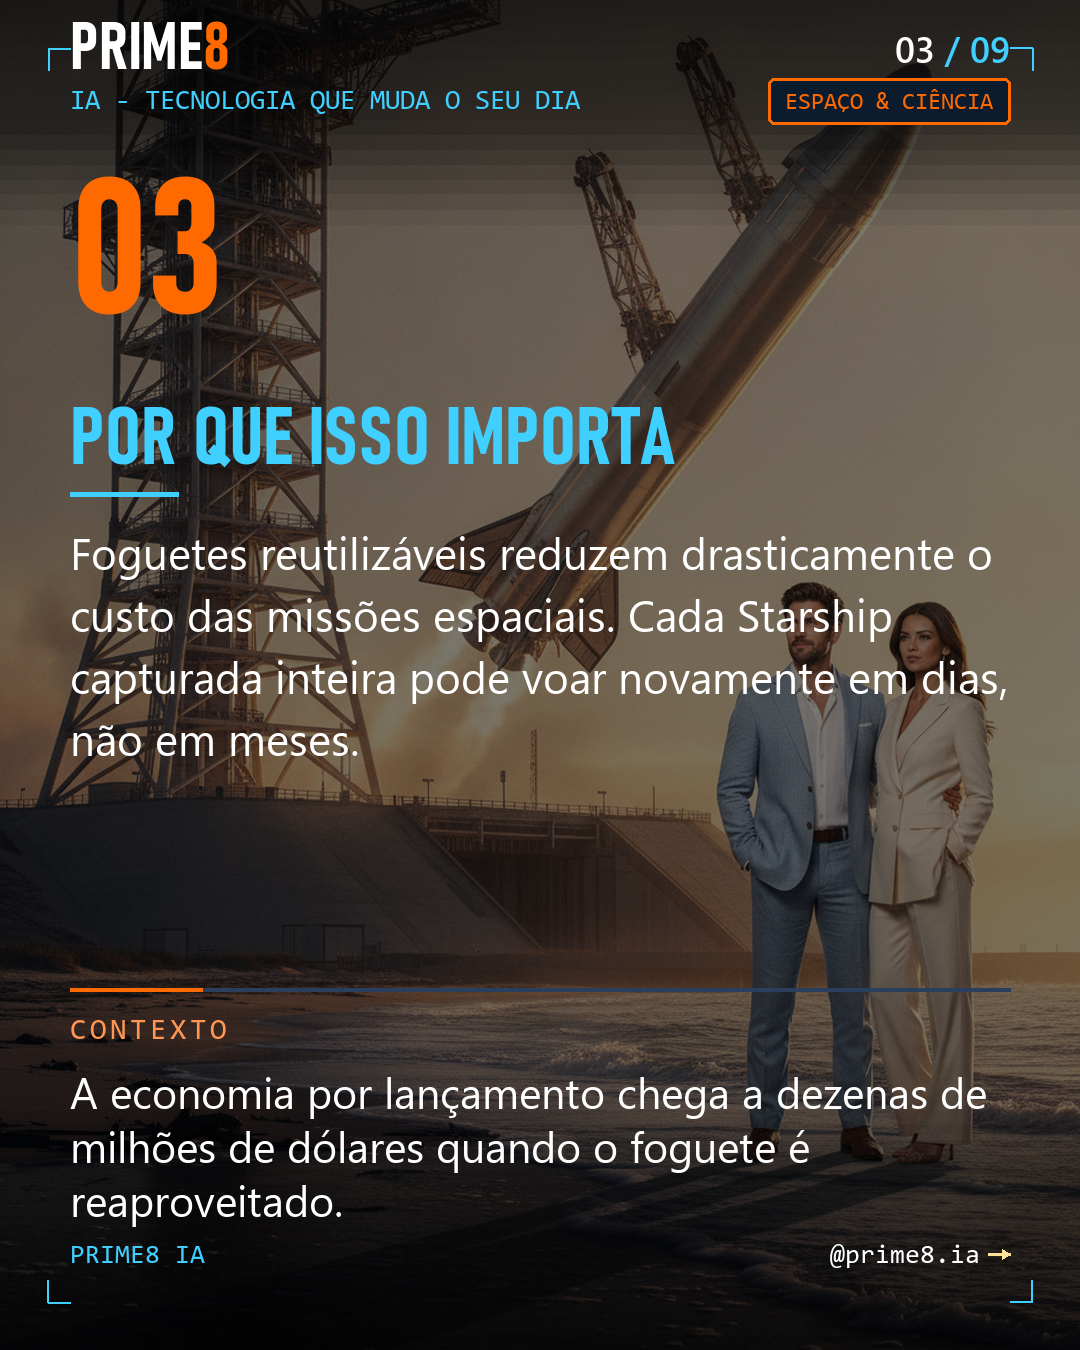 PRIME8
IA - TECNOLOGIA QUE MUDA O SEU DIA
03 / 09
ESPAÇO & CIÊNCIA
03
POR QUE ISSO IMPORTA
Foguetes reutilizáveis reduzem drasticamente o
custo das missões espaciais. Cada Starship
capturada inteira pode voar novamente em dias,
não em meses.
CONTEXTO
A economia por lançamento chega a dezenas de
milhões de dólares quando o foguete é
reaproveitado.
PRIME8 IA
@prime8.ia →